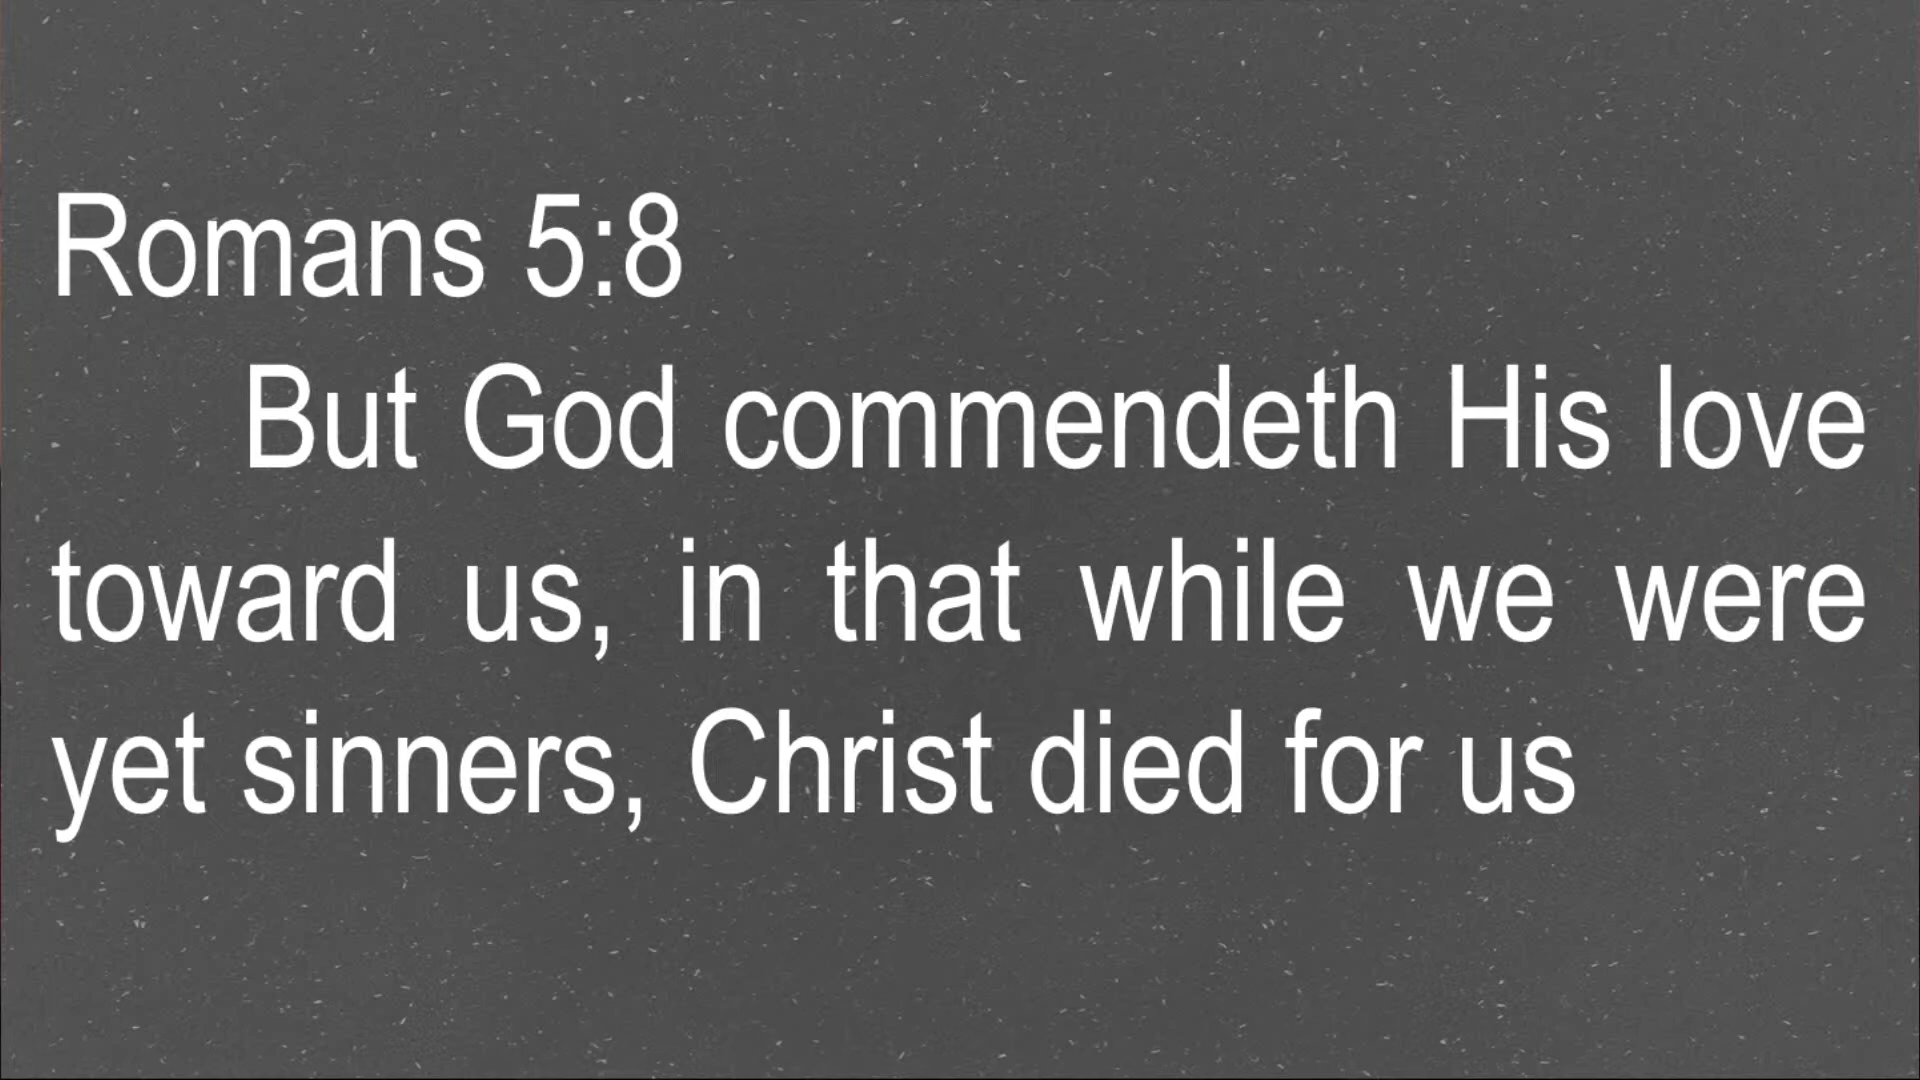 Romans 5:8
But God commendeth His love
toward us, in that while we were
yet sinners, Christ died for us